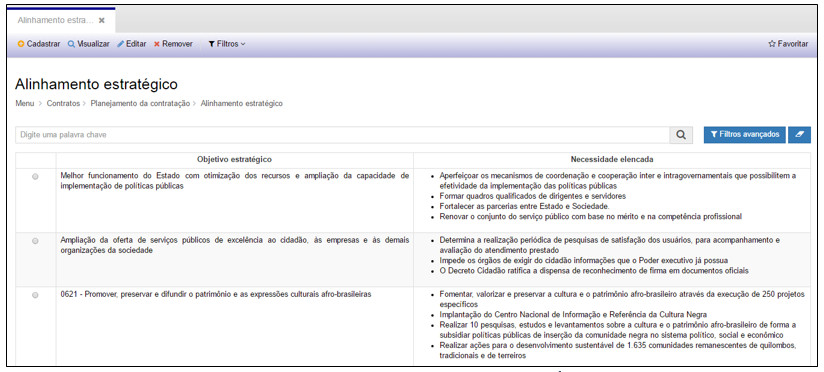 Alinhamento estra...
Cadastrar Visualizar Editar Remover Filtros Favoritar
Alinhamento estratégico
Menu > Contratos > Planejamento da contratação > Alinhamento estratégico
Digite uma palavra chave Filtros avançados
Objetivo estratégico Necessidade elencada
Melhor funcionamento do Estado com otimização dos recursos e ampliação da capacidade de
implementação de políticas públicas
• Aperfeiçoar os mecanismos de coordenação e cooperação inter e intragovernamentais que possibilitem a
efetividade da implementação das políticas públicas
• Formar quadros qualificados de dirigentes e servidores
• Fortalecer as parcerias entre Estado e Sociedade.
• Renovar o conjunto do serviço público com base no mérito e na competência profissional
Ampliação da oferta de serviços públicos de excelência ao cidadão, às empresas e às demais
organizações da sociedade
• Determina a realização periódica de pesquisas de satisfação dos usuários, para acompanhamento e
avaliação do atendimento prestado
• Impede os órgãos de exigir do cidadão informações que o Poder executivo já possua
• O Decreto Cidadão ratifica a dispensa de reconhecimento de firma em documentos oficiais
0621 - Promover, preservar e difundir o patrimônio e as expressões culturais afro-brasileiras
• Fomentar, valorizar e preservar a cultura e o patrimônio afro-brasileiro através da execução de 250 projetos
específicos
• Implantação do Centro Nacional de Informação e Referência da Cultura Negra
• Realizar 10 pesquisas, estudos e levantamentos sobre a cultura e o patrimônio afro-brasileiro de forma a
subsidiar políticas públicas de inserção da comunidade negra no sistema político, social e econômico
• Realizar ações para o desenvolvimento sustentável de 1.635 comunidades remanescentes de quilombos,
tradicionais e de terreiros